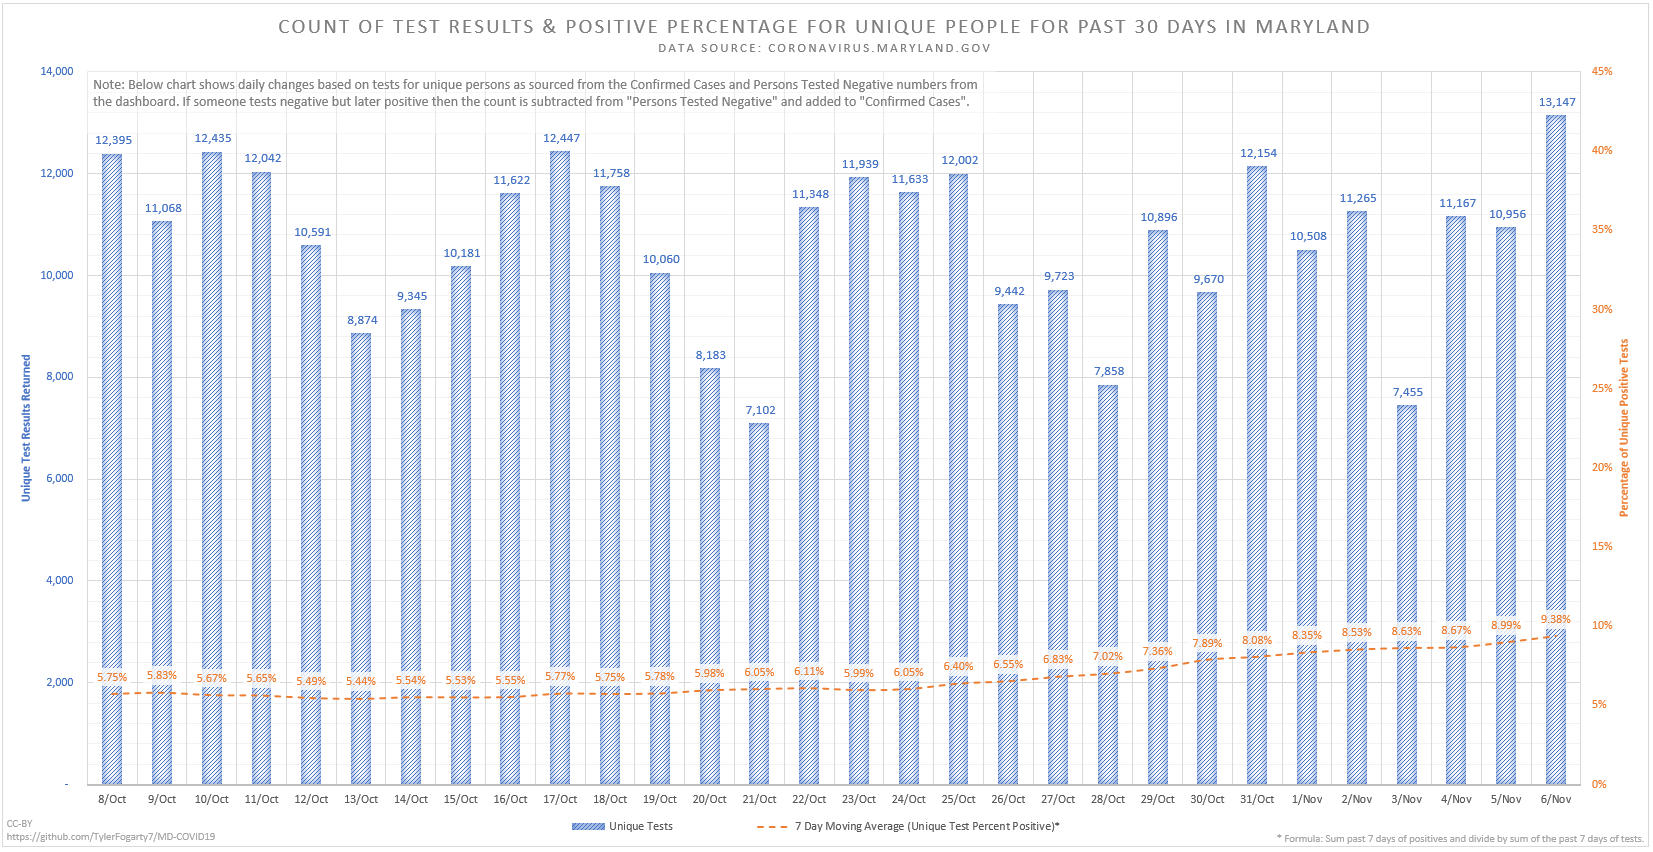 COUNT OF TEST RESULTS & POSITIVE PERCENTAGE FOR UNIQUE PEOPLE FOR PAST 30 DAYS IN MARYLAND
DATA SOURCE: CORONAVIRUS.MARYLAND.GOV
Note: Below chart shows daily changes based on tests for unique persons as sourced from the Confirmed Cases and Persons Tested Negative numbers from
the dashboard. If someone tests negative but later positive then the count is subtracted from "Persons Tested Negative" and added to "Confirmed Cases".
Unique Test Results Returned
14,000
12,000
10,000
8,000
6,000
4,000
2,000
-
12,395
11,068
12,435
12,042
10,591
8,874
9,345
10,181
11,622
12,447
11,758
10,060
8,183
7,102
11,348
11,939
11,633
12,002
9,442
9,723
7,858
10,896
9,670
12,154
10,508
11,265
7,455
11,167
10,956
13,147
5.75%
5.83%
5.67%
5.65%
5.49%
5.44%
5.54%
5.53%
5.55%
5.77%
5.75%
5.78%
5.98%
6.05%
6.11%
5.99%
6.05%
6.40%
6.55%
6.83%
7.02%
7.36%
7.89%
8.08%
8.35%
8.53%
8.63%
8.67%
8.99%
9.38%
45%
40%
35%
30%
25%
20%
15%
10%
5%
0%
Percentage of Unique Positive Tests
8/Oct
9/Oct
10/Oct
11/Oct
12/Oct
13/Oct
14/Oct
15/Oct
16/Oct
17/Oct
18/Oct
19/Oct
20/Oct
21/Oct
22/Oct
23/Oct
24/Oct
25/Oct
26/Oct
27/Oct
28/Oct
29/Oct
30/Oct
31/Oct
1/Nov
2/Nov
3/Nov
4/Nov
5/Nov
6/Nov
Unique Tests
7 Day Moving Average (Unique Test Percent Positive)*
CC-BY
https://github.com/TylerFogarty7/MD-COVID19
* Formula: Sum past 7 days of positives and divide by sum of the past 7 days of tests.